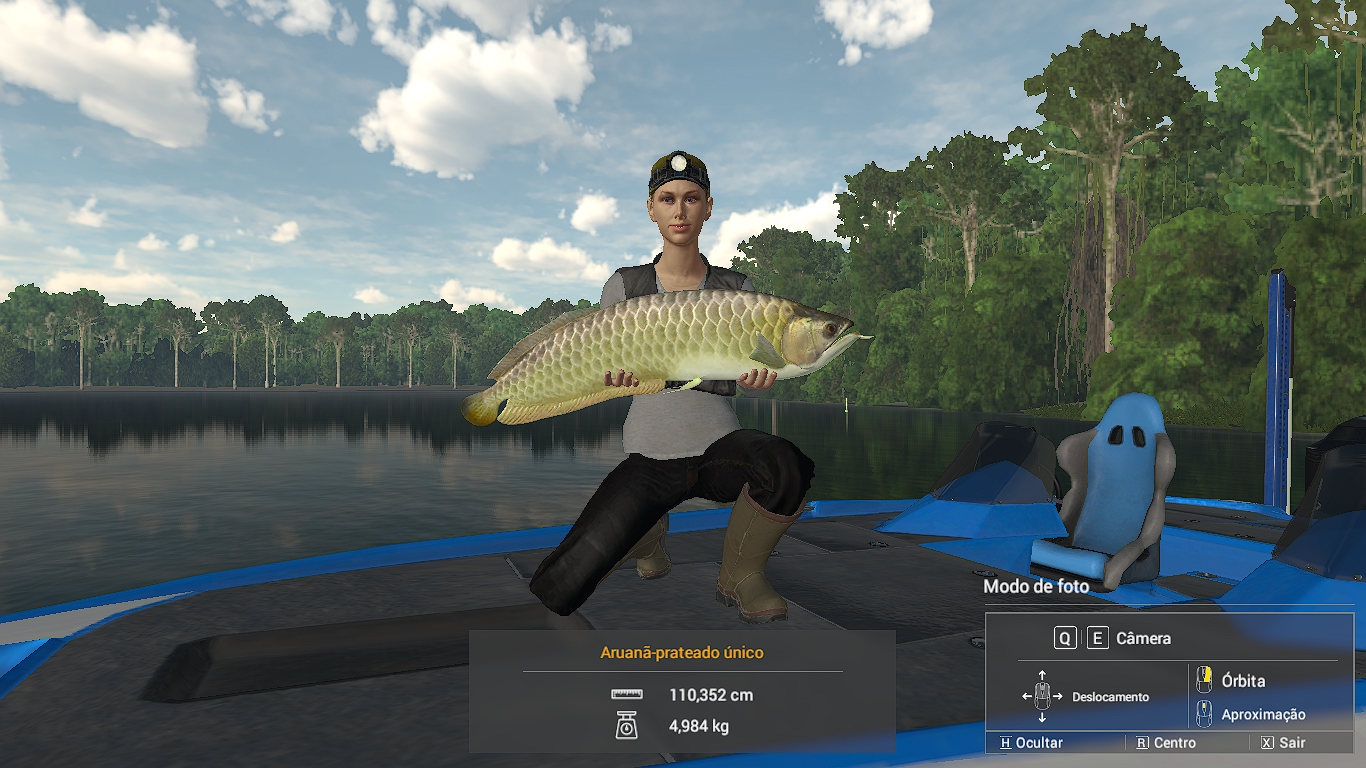 Aruanã-prateado único
110,352 cm
4,984 kg
Modo de foto
Q E Câmera
Deslocamento
Órbita
Aproximação
H Ocultar
R Centro
X Sair